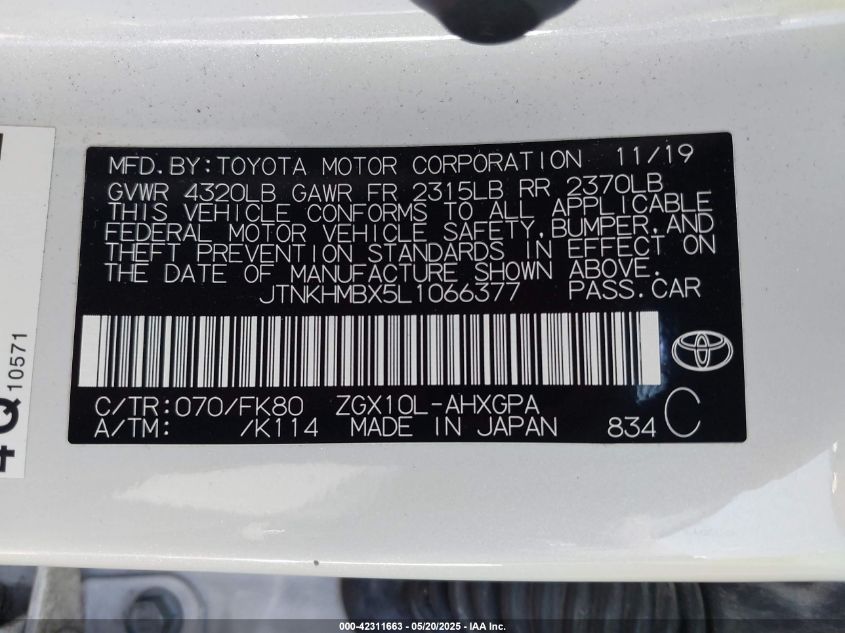 MFD.BY:TOYOTA MOTOR CORPORATION 11/19
GVWR 4320LB GAWR FR 2315LB RR 2370LB
THIS VEHICLE CONFORMS TO ALL APPLICABLE
FEDERAL MOTOR VEHICLE SAFETY,BUMPER,AND
THEFT PREVENTION STANDARDS IN EFFECT ON
THE DATE OF MANUFACTURE SHOWN ABOVE.
JTNKHMBX5L1066377 PASS.CAR
C/TR:070/FK80 ZGX10L-AHXGPA
A/TM: /K114 MADE IN JAPAN 834 C
4Q10571
000-42311663 - 05/20/2025 - IAA Inc.